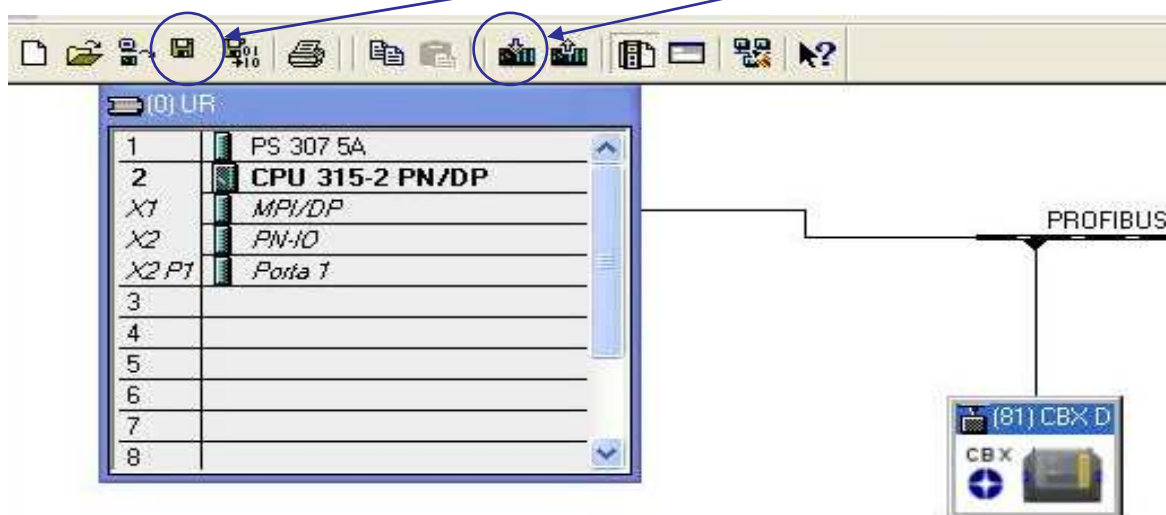 (0) UR
1 PS 307 5A
2 CPU 315-2 PN/DP
X1 MPI/DP
X2 PN-IO
X2 P1 Porta 1
3
4
5
6
7
8
PROFIBUS
(81) CBX D
CBX